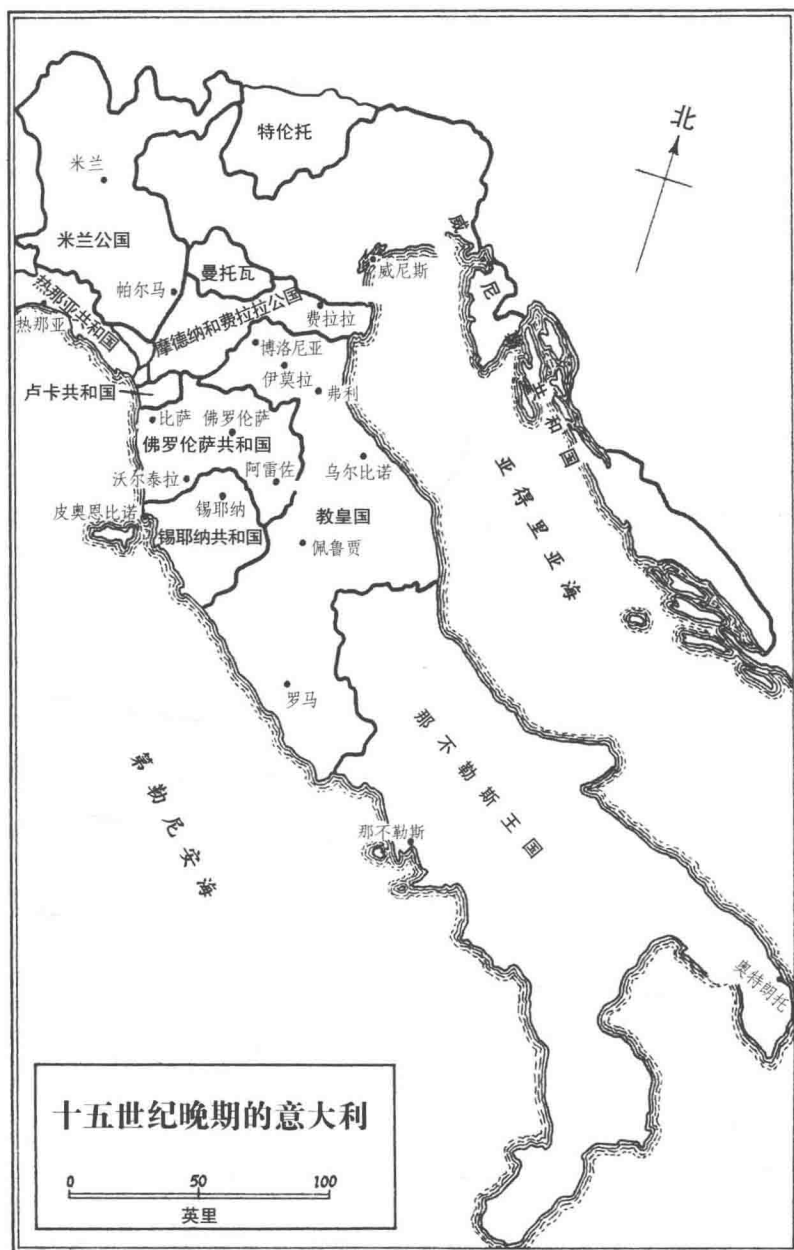 北
特伦托
米兰
米兰公国
曼托瓦
威尼斯
威尼 共和国
帕尔马
热那亚共和国
热那亚
摩德纳和费拉拉公国
费拉拉
博洛尼亚
伊莫拉
弗利
卢卡共和国
比萨
佛罗伦萨
佛罗伦萨共和国
乌尔比诺
沃尔泰拉
阿雷佐
锡耶纳
皮奥恩比诺
锡耶纳共和国
教皇国
佩鲁贾
亚得里亚海
罗马
那不勒斯王国
第勒尼安海
那不勒斯
奥特朗托
十五世纪晚期的意大利
0 50 100
英里